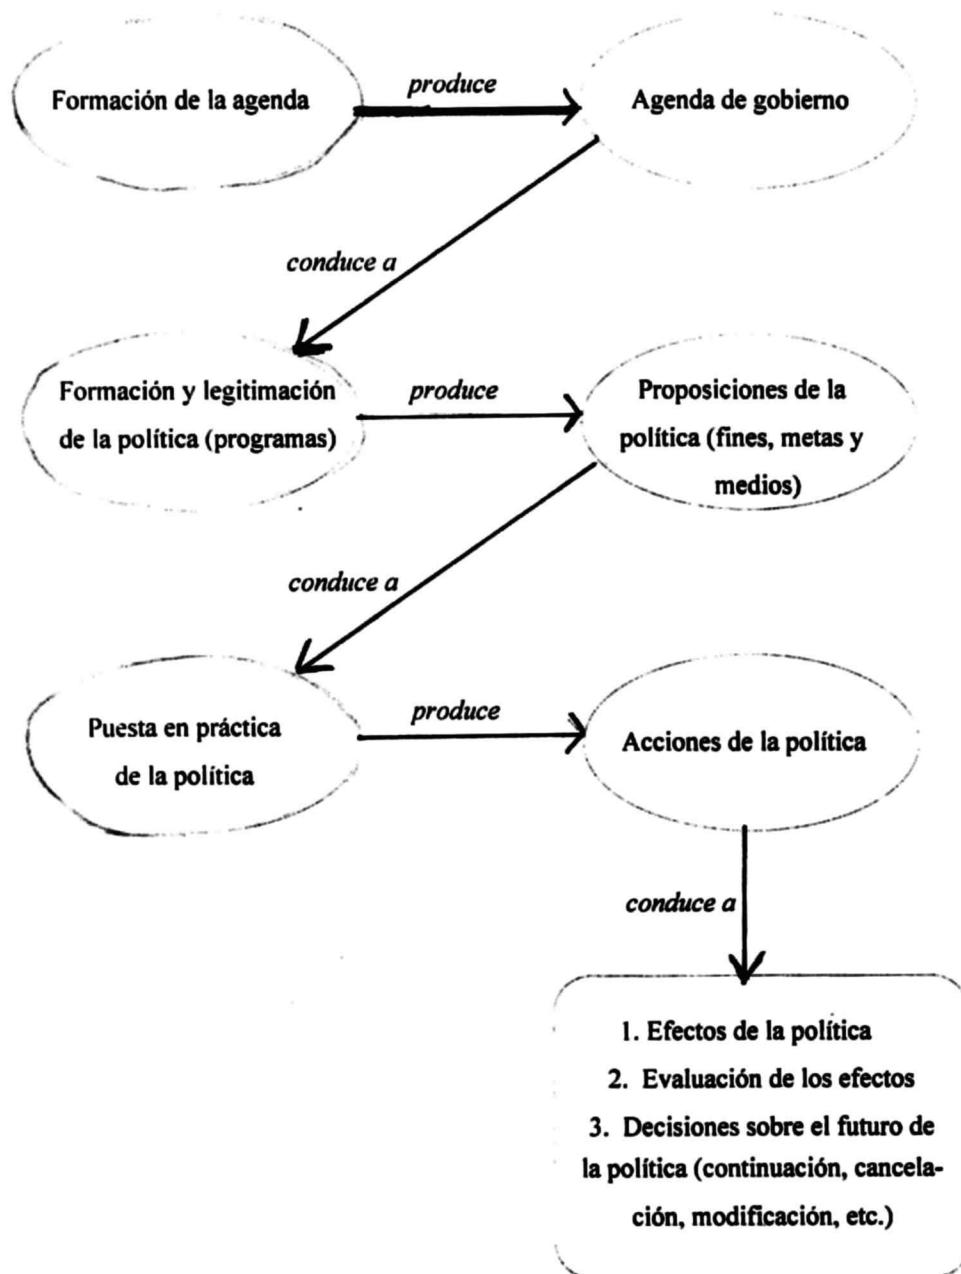 Formación de la agenda
produce
Agenda de gobierno
conduce a
Formación y legitimación
de la política (programas)
produce
Proposiciones de la
política (fines, metas y
medios)
conduce a
Puesta en práctica
de la política
produce
Acciones de la política
conduce a
1. Efectos de la política
2. Evaluación de los efectos
3. Decisiones sobre el futuro de
la política (continuación, cancela-
ción, modificación, etc.)